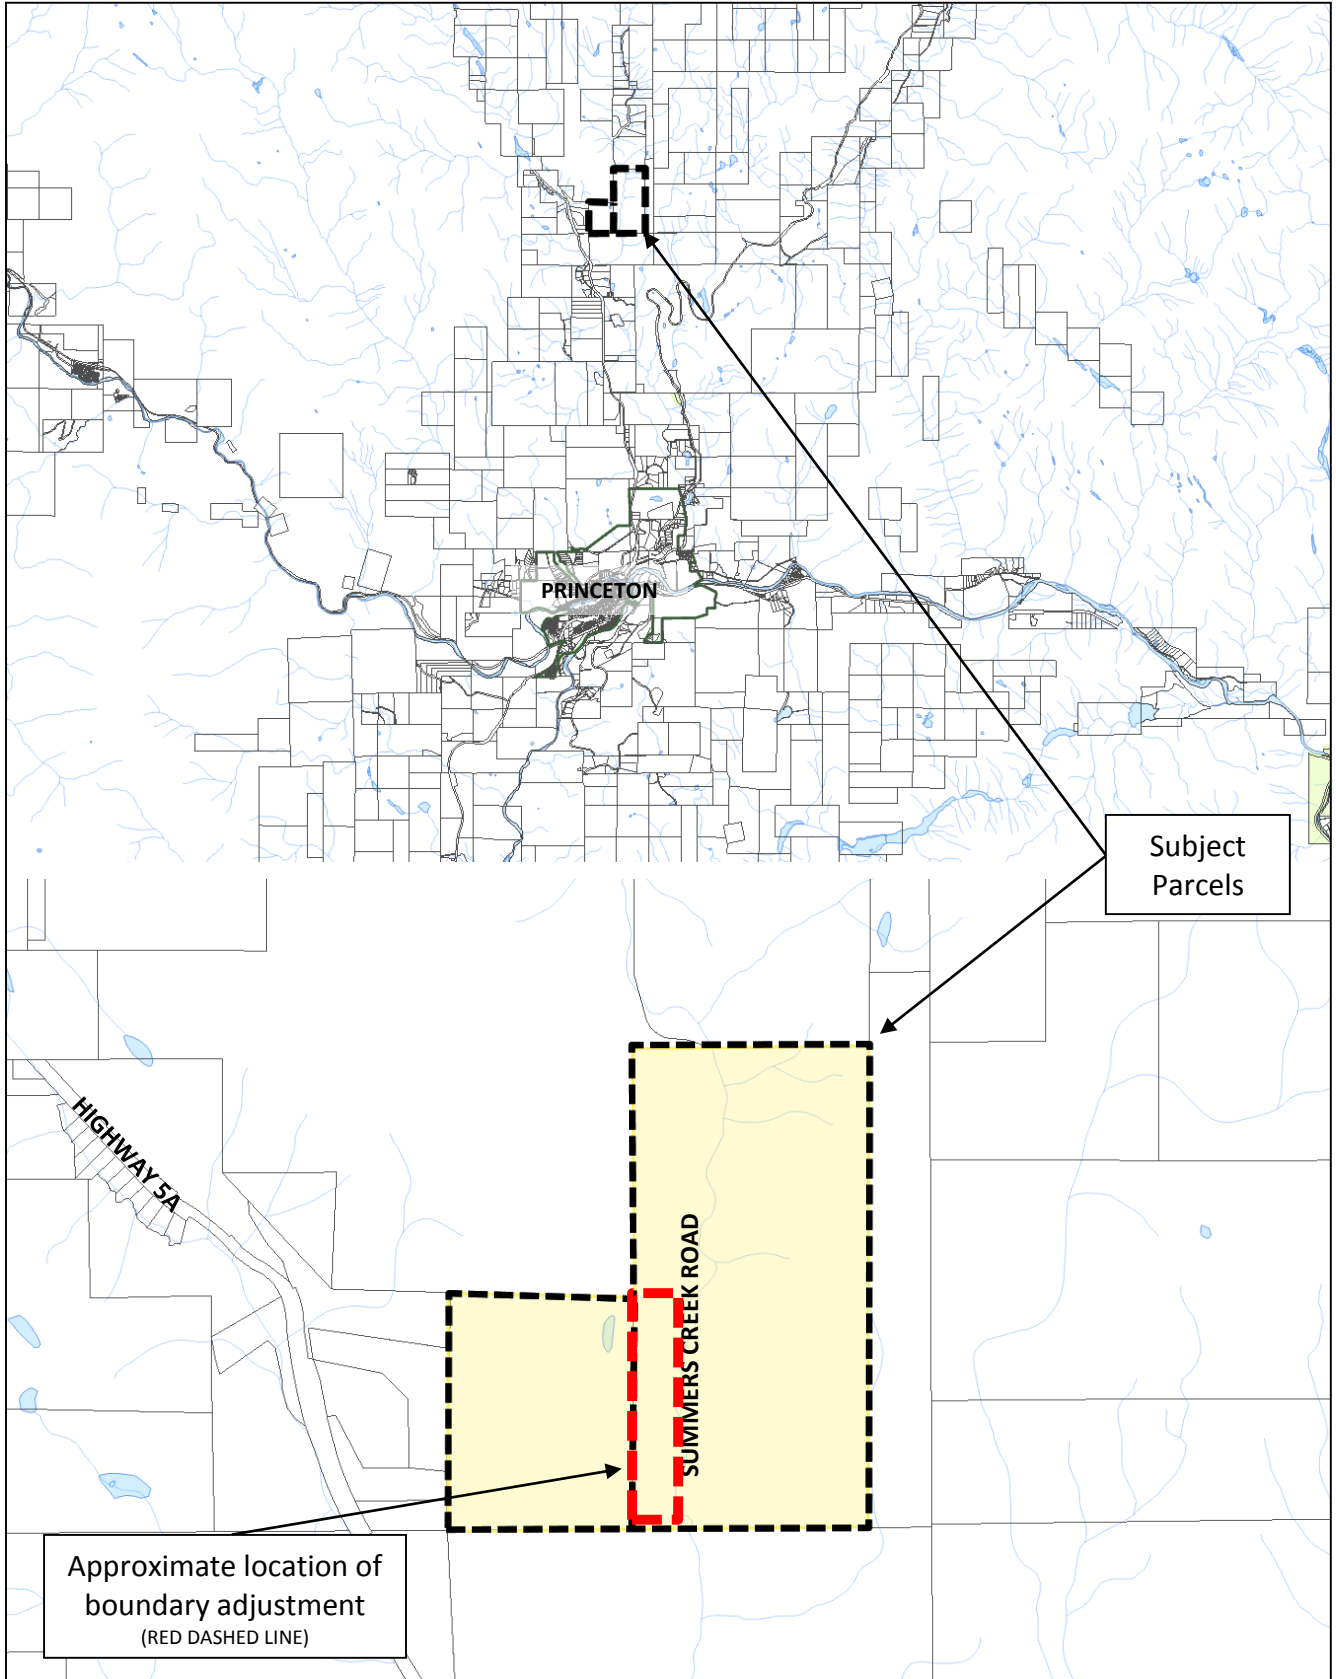 PRINCETON
Subject
Parcels
HIGHWAY 5A
SUMMERS CREEK ROAD
Approximate location of
boundary adjustment
(RED DASHED LINE)